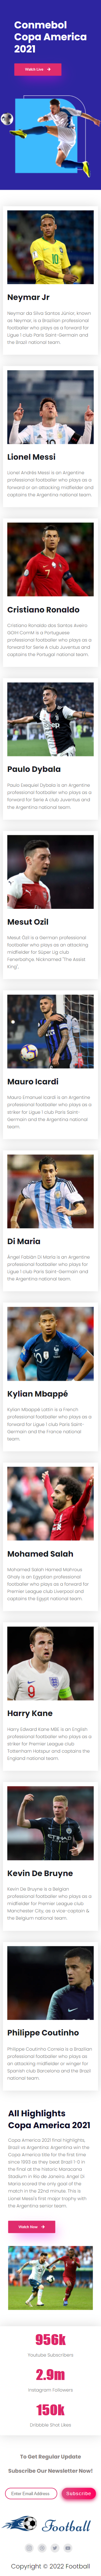 Conmebol
Copa America
2021
Watch Live →
Neymar Jr
Neymar da Silva Santos Júnior, known
as Neymar, is a Brazilian professional
footballer who plays as a forward for
Ligue 1 club Paris Saint-Germain and
the Brazil national team.
Lionel Messi
Lionel Andrés Messi is an Argentine
professional footballer who plays as a
forward or an attacking midfielder and
captains the Argentina national team.
Cristiano Ronaldo
Cristiano Ronaldo dos Santos Aveiro
GOIH ComM is a Portuguese
professional footballer who plays as a
forward for Serie A club Juventus and
captains the Portugal national team.
Paulo Dybala
Paulo Exequiel Dybala is an Argentine
professional footballer who plays as a
forward for Serie A club Juventus and
the Argentina national team.
Mesut Ozil
Mesut Özil is a German professional
footballer who plays as an attacking
midfielder for Süper Lig club
Fenerbahçe. Nicknamed 'The Assist
King',
Mauro Icardi
Mauro Emanuel Icardi is an Argentine
professional footballer who plays as a
striker for Ligue 1 club Paris Saint-
Germain and the Argentina national
team.
Di Maria
Ángel Fabián Di María is an Argentine
professional footballer who plays for
Ligue 1 club Paris Saint-Germain and
the Argentina national team.
Kylian Mbappé
Kylian Mbappé Lottin is a French
professional footballer who plays as a
forward for Ligue 1 club Paris Saint-
Germain and the France national
team.
Mohamed Salah
Mohamed Salah Hamed Mahrous
Ghaly is an Egyptian professional
footballer who plays as a forward for
Premier League club Liverpool and
captains the Egypt national team.
Harry Kane
Harry Edward Kane MBE is an English
professional footballer who plays as a
striker for Premier League club
Tottenham Hotspur and captains the
England national team.
Kevin De Bruyne
Kevin De Bruyne is a Belgian
professional footballer who plays as a
midfielder for Premier League club
Manchester City, as a vice-captain &
the Belgium national team.
Philippe Coutinho
Philippe Coutinho Correia is a Brazilian
professional footballer who plays as
an attacking midfielder or winger for
Spanish club Barcelona and the Brazil
national team.
All Highlights
Copa America 2021
Copa America 2021 final highlights,
Brazil vs Argentina: Argentina win the
Copa America title for the first time
since 1993 as they beat Brazil 1-0 in
the final at the historic Maracana
Stadium in Rio de Janeiro. Angel Di
Maria scored the only goal of the
match in the 22nd minute. This is
Lionel Messi's first major trophy with
the Argentina senior team.
Watch Now →
956k
Youtube Subscribers
2.9m
Instagram Followers
150k
Dribbble Shot Likes
To Get Regular Update
Subscribe Our Newsletter Now!
Enter Email Address
Subscribe
Football
Copyright © 2022 Football